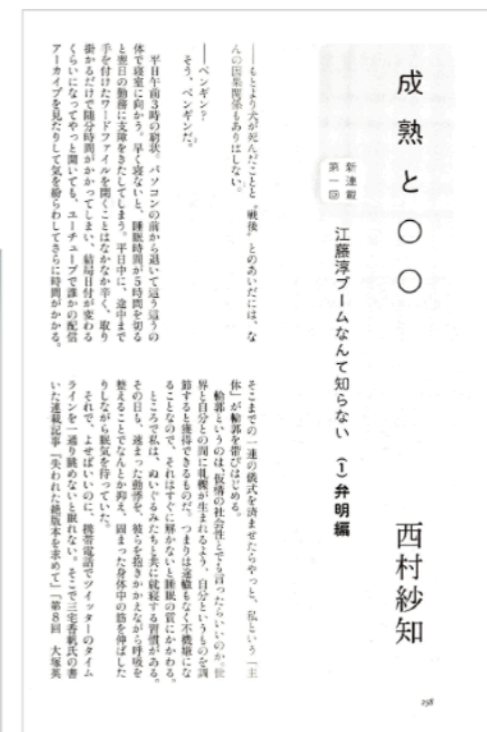 成熟と〇〇
新連載
第一回
江藤淳ブームなんて知らない (1)弁明編
西村紗知
――もとより犬が死んだことと〝戦後〟とのあいだには、な
んの因果関係もありはしない。
――ペンギン?
そう、ペンギンだ。
平日午前3時の寝室。パソコンの前から退いて這う這うの
体で寝室に向かう。早く寝ないと、睡眠時間が5時間を切る
と翌日の勤務に支障をきたしてしまう。平日中に、途中まで
手を付けたワードファイルを開くことはなかなか辛く、取り
掛かるだけで随分時間がかかってしまい、結局日付が変わる
くらいになってやっと開いても、ユーチューブで誰かの配信
アーカイブを見たりして気を紛らわしてさらに時間がかかる。
そこまでの一連の儀式を済ませたらやっと、私という「主
体」が輪郭を帯びはじめる。
輪郭というのは、仮情の社会性とでも言ったらいいのか。世
界と自分との間に軋轢が生まれるよう、自分というものを調
節すると獲得できるものだ。つまりは途轍もなく不機嫌にな
ることなので、それはすぐに解かないと睡眠の質にかかわる。
ところで私は、ぬいぐるみたちと共に就寝する習慣がある。
その日も、速まった動悸を、彼らを抱きかかえながら呼吸を
整えることでなんとか抑え、固まった身体中の筋を伸ばした
りしながら眠気を待っていた。
それで、よせばいいのに、携帯電話でツイッターのタイム
ラインを一通り眺めないと眠れない。そこで三宅香帆氏の書
いた連載記事「失われた絶版本を求めて」「第8回 大塚英
298